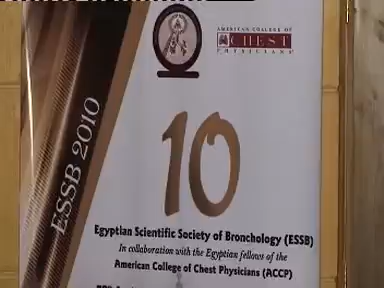 AMERICAN COLLEGE OF
CHEST
PHYSICIANS
ESSB 2010
10
Egyptian Scientific Society of Bronchology (ESSB)
In collaboration with the Egyptian fellows of the
American College of Chest Physicians (ACCP)